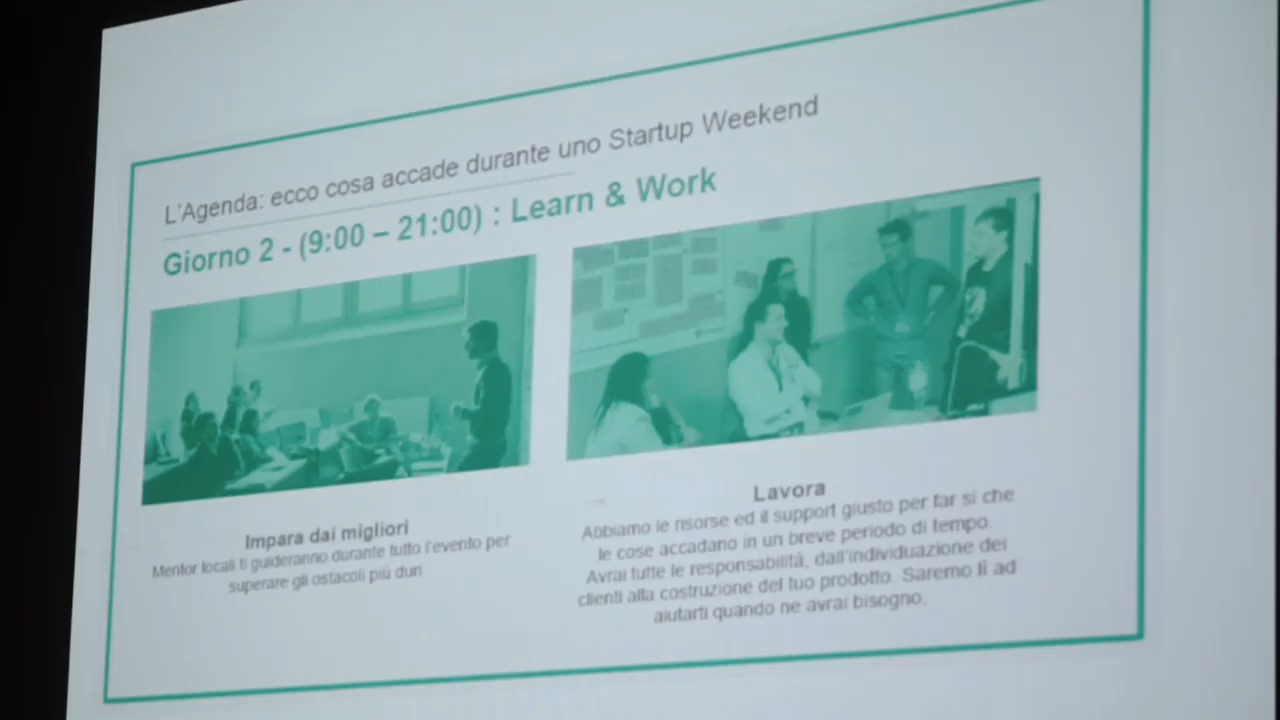 L'Agenda: ecco cosa accade durante uno Startup Weekend
Giorno 2 - (9:00 – 21:00) : Learn & Work
Impara dai migliori
Mentor locali ti guideranno durante tutto l'evento per
superare gli ostacoli più duri
Lavora
Abbiamo le risorse ed il support giusto per far si che
le cose accadano in un breve periodo di tempo.
Avrai tutte le responsabilità, dall'individuazione dei
clienti alla costruzione del tuo prodotto. Saremo lì ad
aiutarti quando ne avrai bisogno.